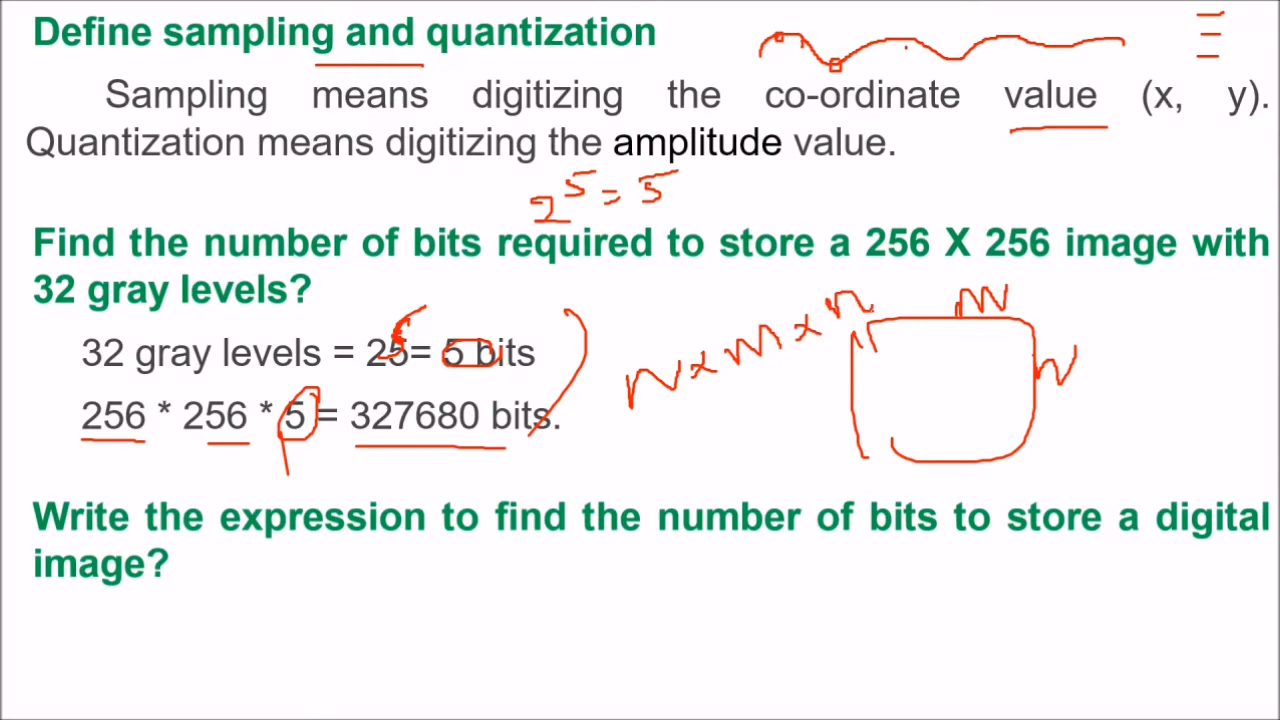 Define sampling and quantization
Sampling means digitizing the co-ordinate value (x, y).
Quantization means digitizing the amplitude value.
2^5 = 5
Find the number of bits required to store a 256 X 256 image with
32 gray levels?
32 gray levels = 25= 5 bits
N × M × n
M
N
256 * 256 * 5 = 327680 bits.
Write the expression to find the number of bits to store a digital
image?